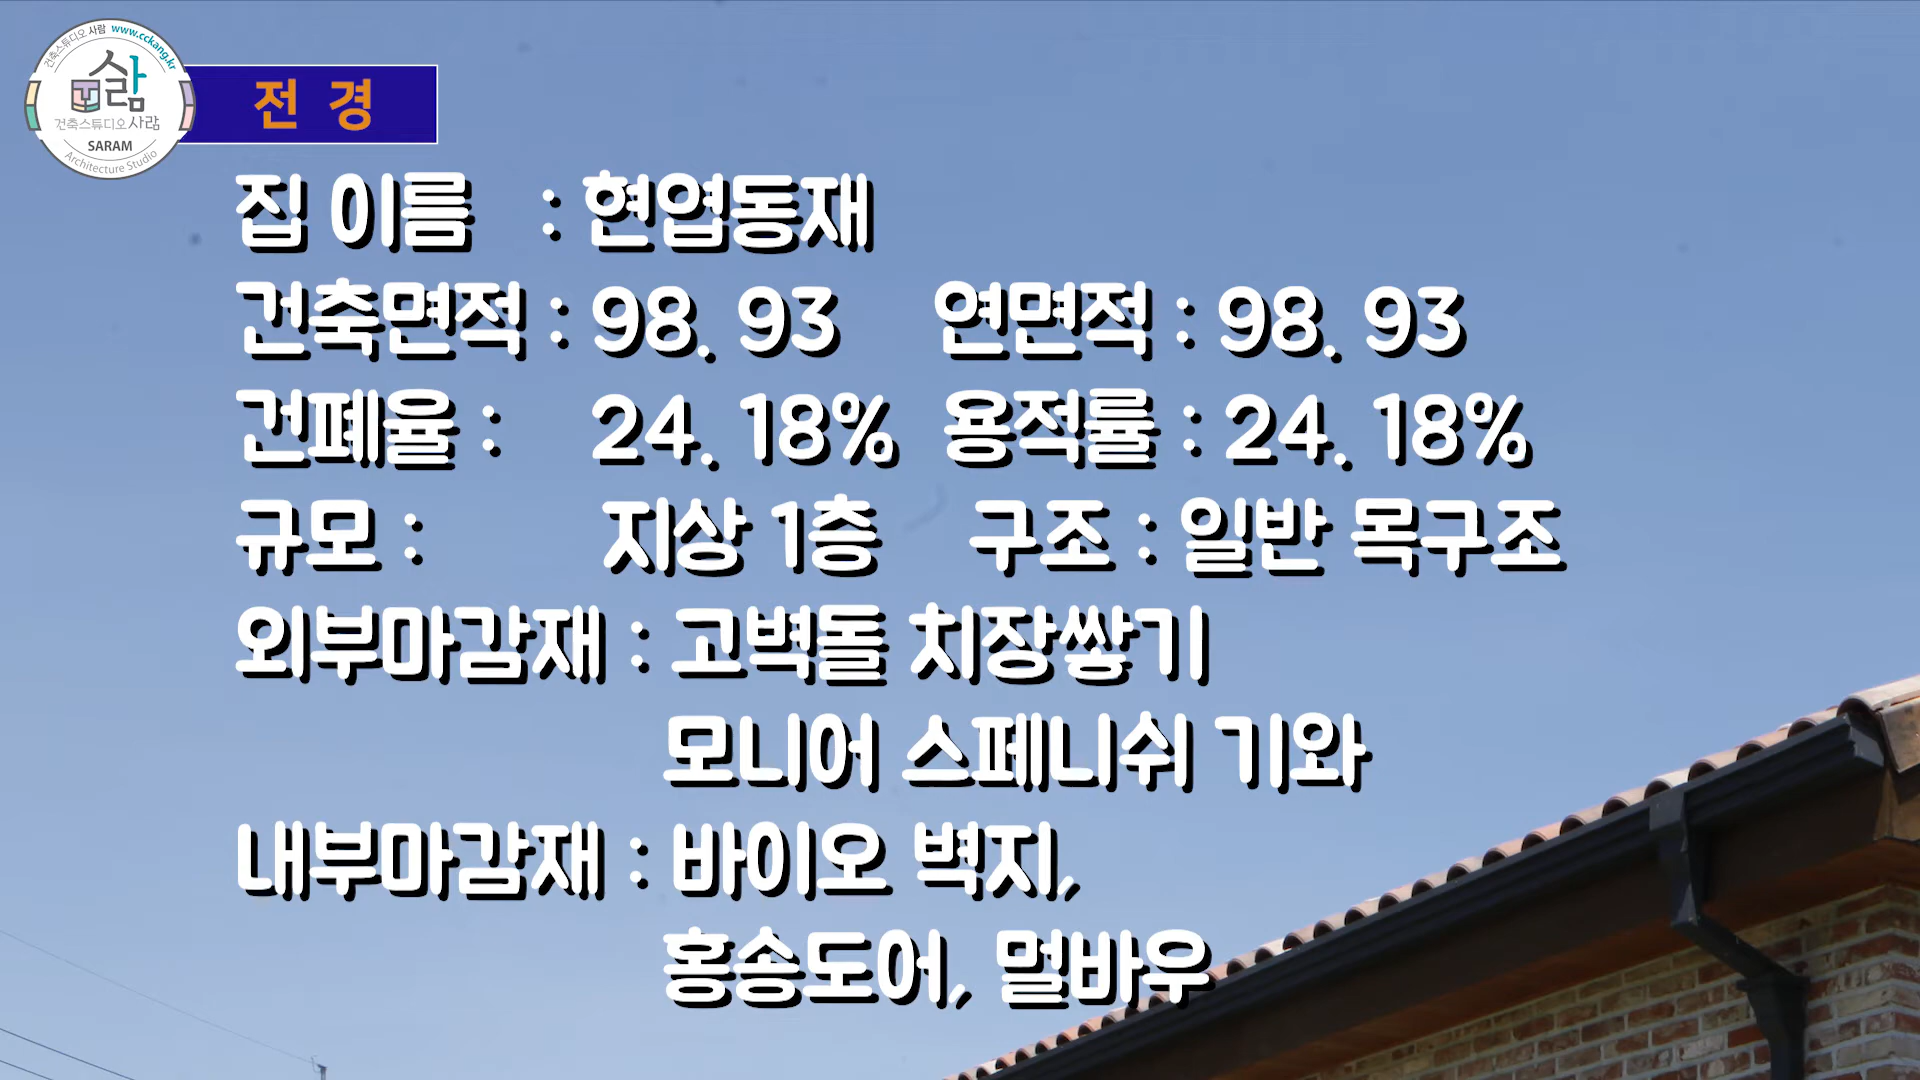 건축스튜디오 사람 www.cckang.kr
삶
건축스튜디오사람
SARAM
Architecture Studio
전 경
집 이름 : 현엽동재
건축면적 : 98. 93 연면적 : 98. 93
건폐율 : 24. 18% 용적률 : 24. 18%
규모 : 지상 1층 구조 : 일반 목구조
외부마감재 : 고벽돌 치장쌓기
모니어 스페니쉬 기와
내부마감재 : 바이오 벽지,
홍송도어, 멀바우